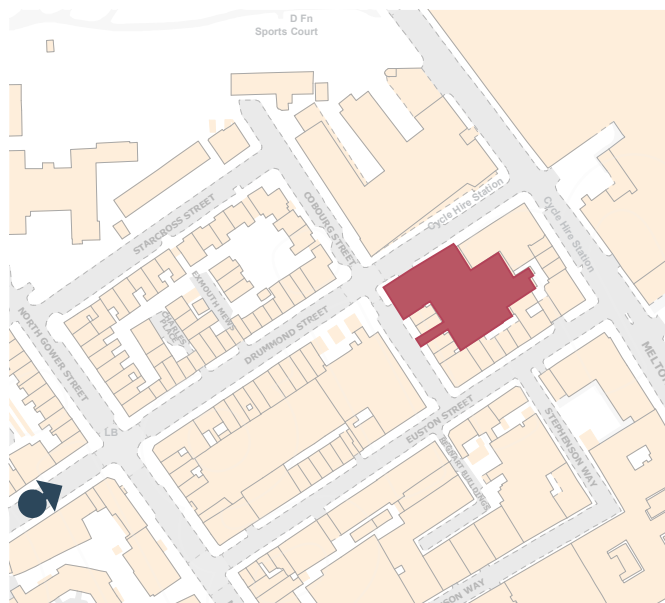 D Fn
Sports Court
STARCROSS STREET
COBOURG STREET
Cycle Hire Station
Cycle Hire Station
EXMOUTH MEWS
CHARLES
PLACE
NORTH GOWER STREET
DRUMMOND STREET
MELTO
LB
EUSTON STREET
REGNART BUILDINGS
STEPHENSON WAY
SON WAY